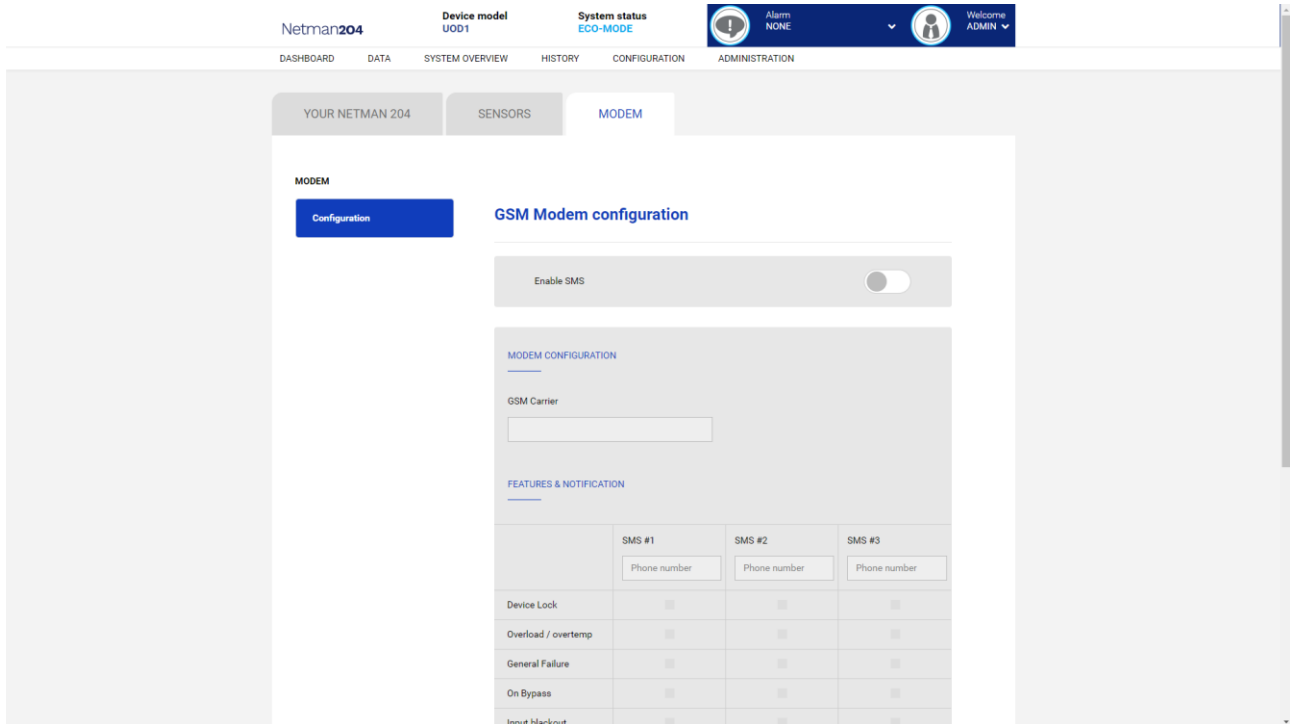 Netman204
Device model
UOD1
System status
ECO-MODE
Alarm
NONE
Welcome
ADMIN
DASHBOARD DATA SYSTEM OVERVIEW HISTORY CONFIGURATION ADMINISTRATION
YOUR NETMAN 204 SENSORS MODEM
MODEM
Configuration
GSM Modem configuration
Enable SMS
MODEM CONFIGURATION
GSM Carrier
FEATURES & NOTIFICATION
SMS #1 SMS #2 SMS #3
Phone number Phone number Phone number
Device Lock
Overload / overtemp
General Failure
On Bypass
Input blackout